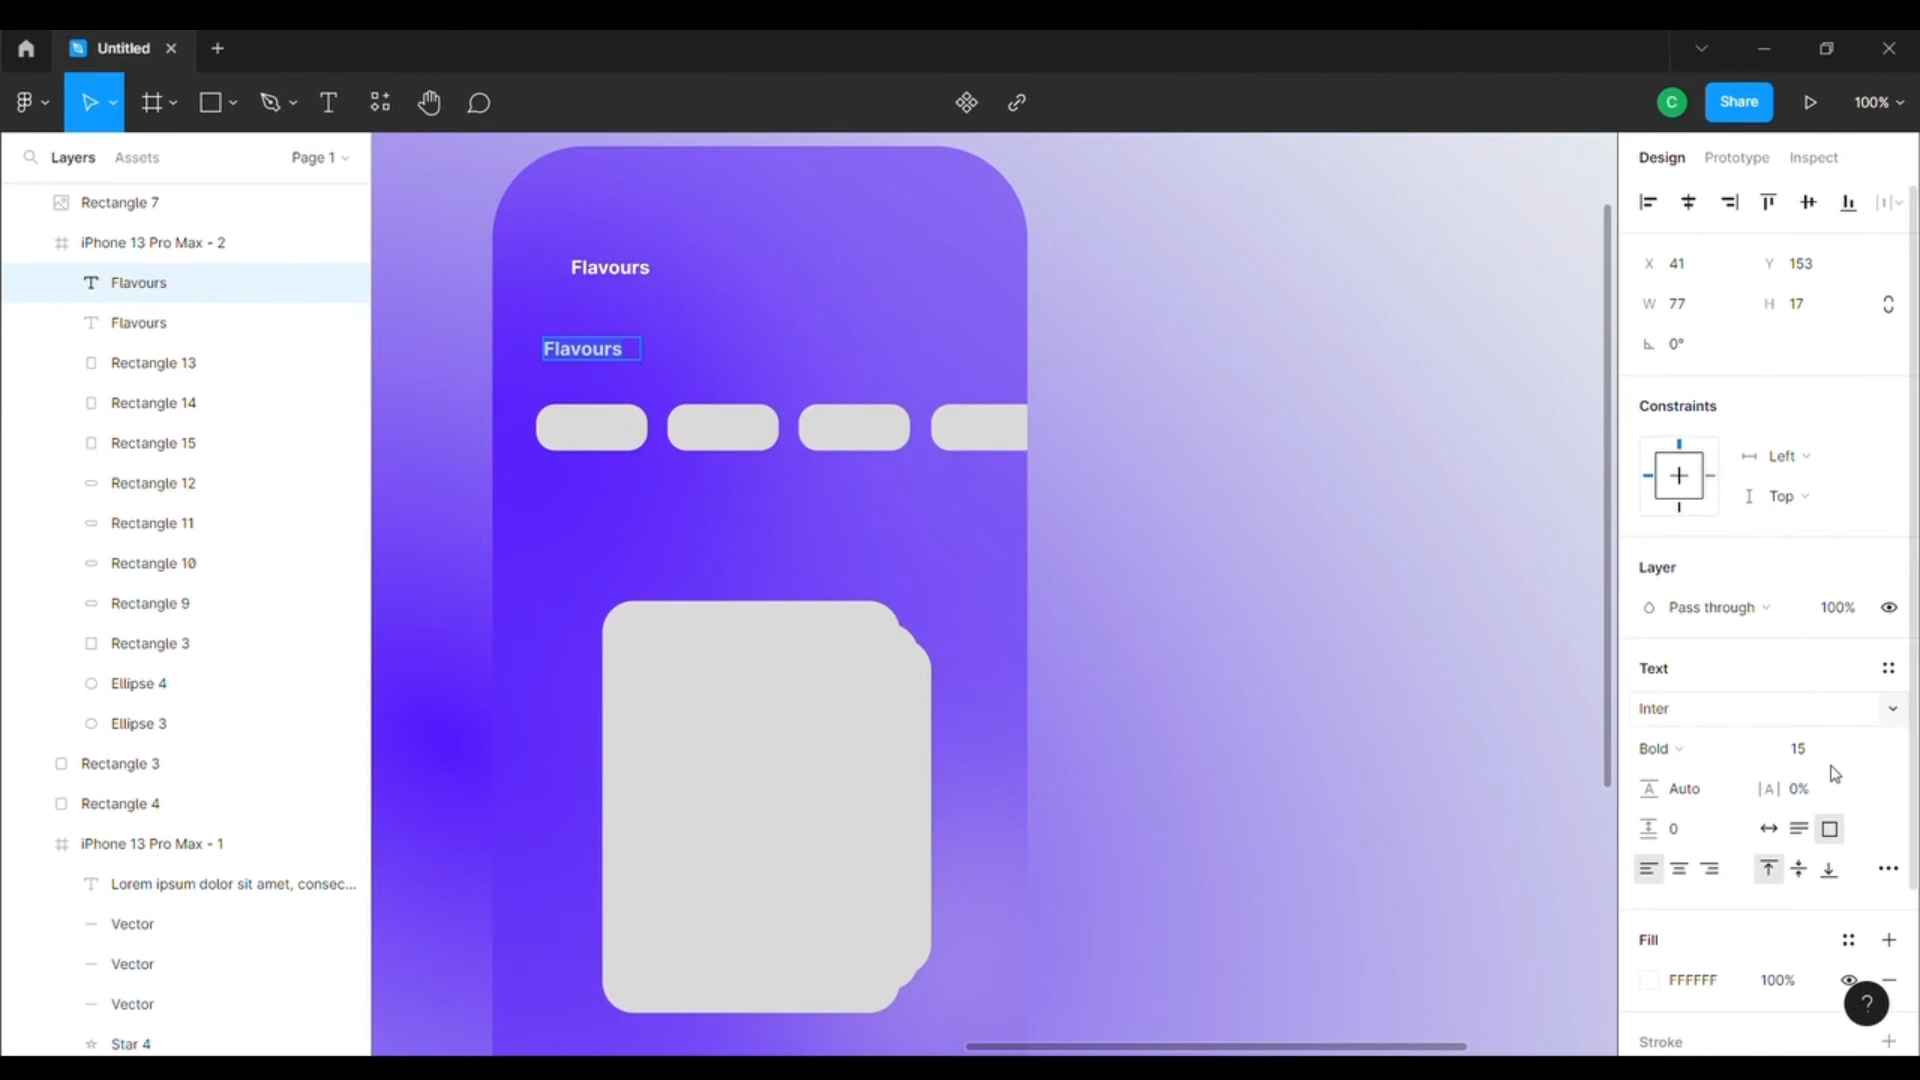 Untitled
C
Share
100%
Layers
Assets
Page 1
Rectangle 7
iPhone 13 Pro Max - 2
Flavours
Flavours
Rectangle 13
Rectangle 14
Rectangle 15
Rectangle 12
Rectangle 11
Rectangle 10
Rectangle 9
Rectangle 3
Ellipse 4
Ellipse 3
Rectangle 3
Rectangle 4
iPhone 13 Pro Max - 1
Lorem ipsum dolor sit amet, consec...
Vector
Vector
Vector
Star 4
Flavours
Flavours
Design
Prototype
Inspect
X 41
Y 153
W 77
H 17
0°
Constraints
Left
Top
Layer
Pass through
100%
Text
Inter
Bold
15
A Auto
|A| 0%
0
Fill
FFFFFF
100%
?
Stroke